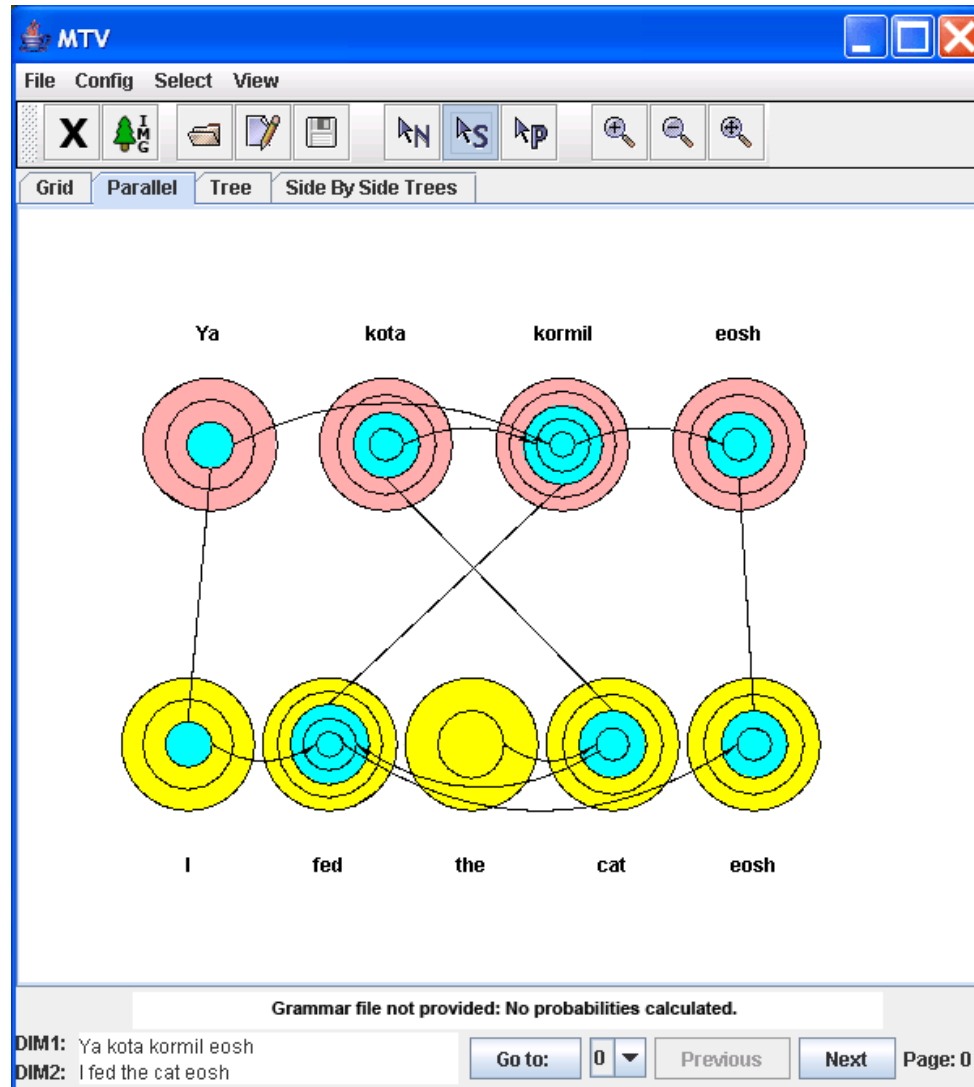 MTV
File Config Select View
X IMG N S P
Grid Parallel Tree Side By Side Trees
Ya kota kormil eosh
I fed the cat eosh
Grammar file not provided: No probabilities calculated.
DIM1: Ya kota kormil eosh
DIM2: I fed the cat eosh
Go to: 0 Previous Next Page: 0